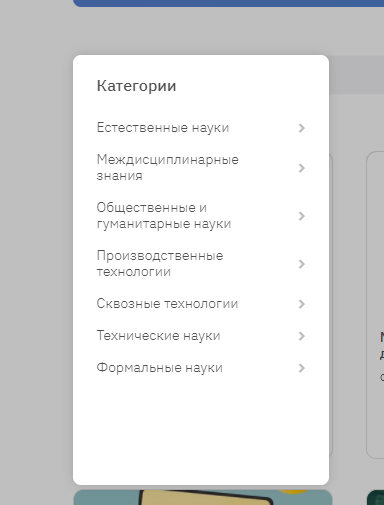 Категории
Естественные науки
Междисциплинарные
знания
Общественные и
гуманитарные науки
Производственные
технологии
Сквозные технологии
Технические науки
Формальные науки